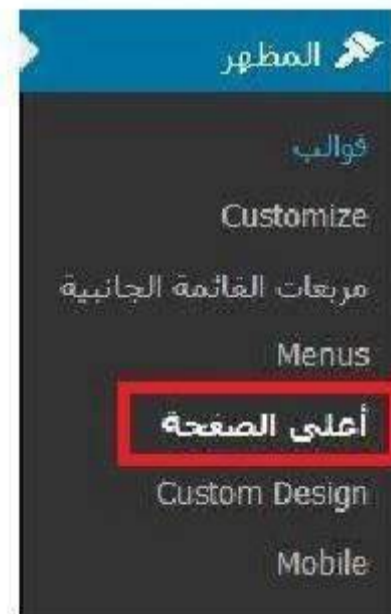 المظهر
قوالب
Customize
مربعات القائمة الجانبية
Menus
أعلى الصفحة
Custom Design
Mobile